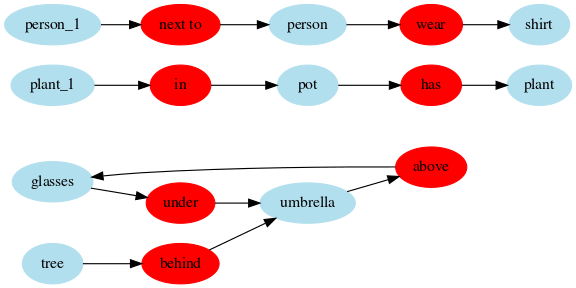 person_1 next to person wear shirt
plant_1 in pot has plant
above
glasses
under umbrella
tree behind